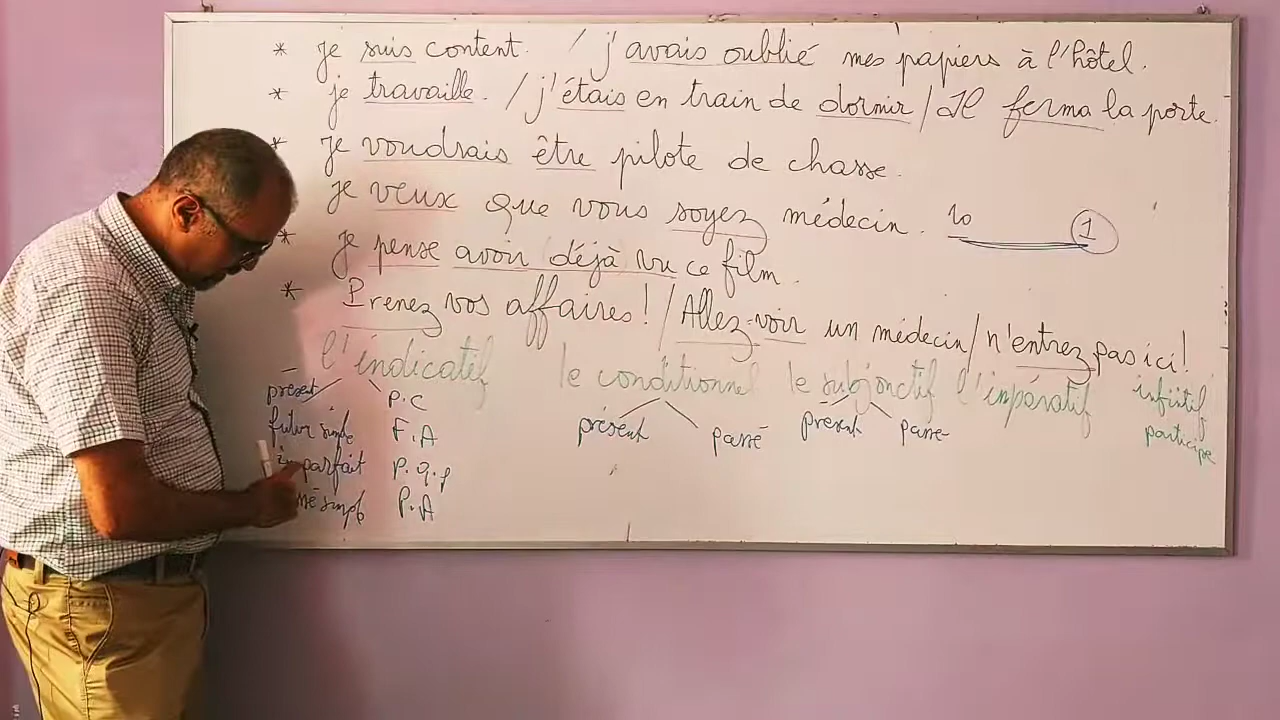 * je suis content. / j'avais oublié mes papiers à l'hôtel.
* je travaille. / j'étais en train de dormir / Il ferma la porte.
* je voudrais être pilote de chasse.
je veux que vous soyez médecin. 10 1
* je pense avoir déjà vu ce film.
* Prenez vos affaires! / Allez-voir un médecin / n'entrez pas ici!
l'indicatif le conditionnel le subjonctif l'impératif infinitif
présent P.C présent passé présent passé participe
futur simple F.A
imparfait P.q.p
simple P.A